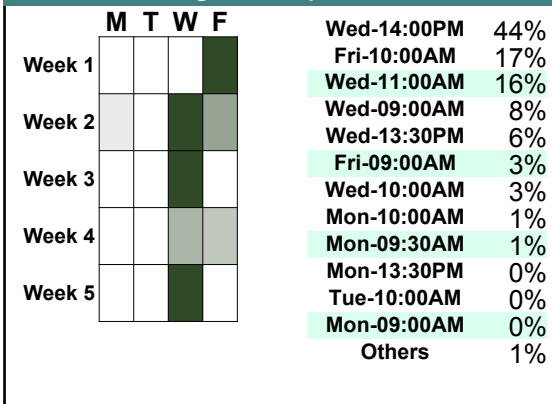 M T W F
Week 1
Week 2
Week 3
Week 4
Week 5
Wed-14:00PM 44%
Fri-10:00AM 17%
Wed-11:00AM 16%
Wed-09:00AM 8%
Wed-13:30PM 6%
Fri-09:00AM 3%
Wed-10:00AM 3%
Mon-10:00AM 1%
Mon-09:30AM 1%
Mon-13:30PM 0%
Tue-10:00AM 0%
Mon-09:00AM 0%
Others 1%